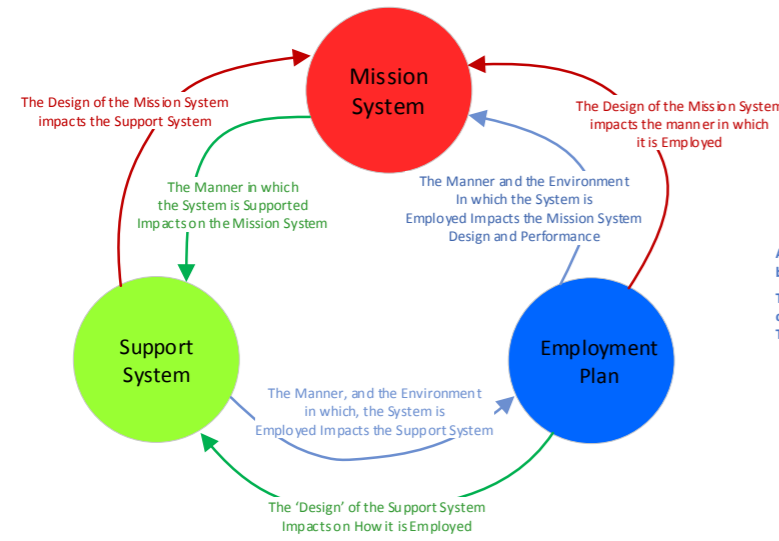 Mission
System
The Design of the Mission System
impacts the Support System
The Design of the Mission System
impacts the manner in which
it is Employed
The Manner in which
the System is Supported
Impacts on the Mission System
The Manner and the Environment
In which the System is
Employed Impacts the Mission System
Design and Performance
Support
System
Employment
Plan
The Manner, and the Environment
in which, the System is
Employed Impacts the Support System
The ‘Design’ of the Support System
Impacts on How it is Employed